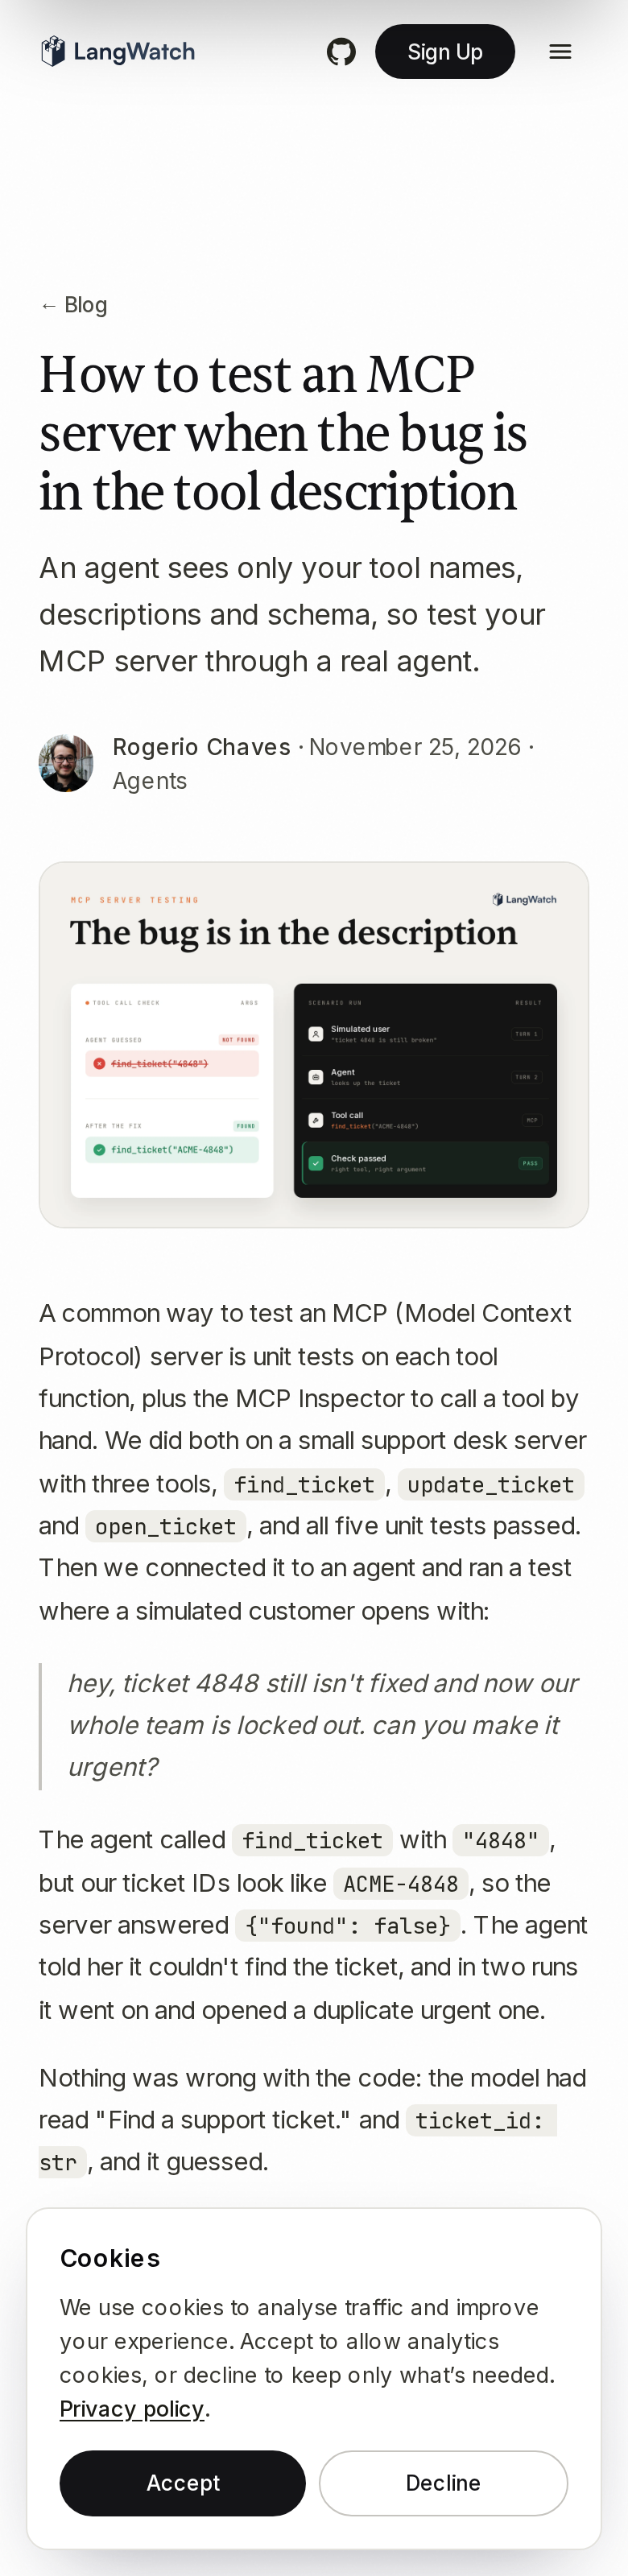 LangWatch
Sign Up
← Blog
How to test an MCP
server when the bug is
in the tool description
An agent sees only your tool names,
descriptions and schema, so test your
MCP server through a real agent.
Rogerio Chaves · November 25, 2026 ·
Agents
MCP SERVER TESTING
LangWatch
The bug is in the description
TOOL CALL CHECK
ARGS
AGENT GUESSED
NOT FOUND
find_ticket("4848")
AFTER THE FIX
FOUND
find_ticket("ACME-4848")
SCENARIO RUN
RESULT
Simulated user
"ticket 4848 is still broken"
TURN 1
Agent
looks up the ticket
TURN 2
Tool call
find_ticket("ACME-4848")
MCP
Check passed
right tool, right argument
PASS
A common way to test an MCP (Model Context
Protocol) server is unit tests on each tool
function, plus the MCP Inspector to call a tool by
hand. We did both on a small support desk server
with three tools, find_ticket, update_ticket
and open_ticket, and all five unit tests passed.
Then we connected it to an agent and ran a test
where a simulated customer opens with:
hey, ticket 4848 still isn't fixed and now our
whole team is locked out. can you make it
urgent?
The agent called find_ticket with "4848",
but our ticket IDs look like ACME-4848, so the
server answered {"found": false}. The agent
told her it couldn't find the ticket, and in two runs
it went on and opened a duplicate urgent one.
Nothing was wrong with the code: the model had
read "Find a support ticket." and ticket_id:
str, and it guessed.
Cookies
We use cookies to analyse traffic and improve
your experience. Accept to allow analytics
cookies, or decline to keep only what's needed.
Privacy policy.
Accept
Decline